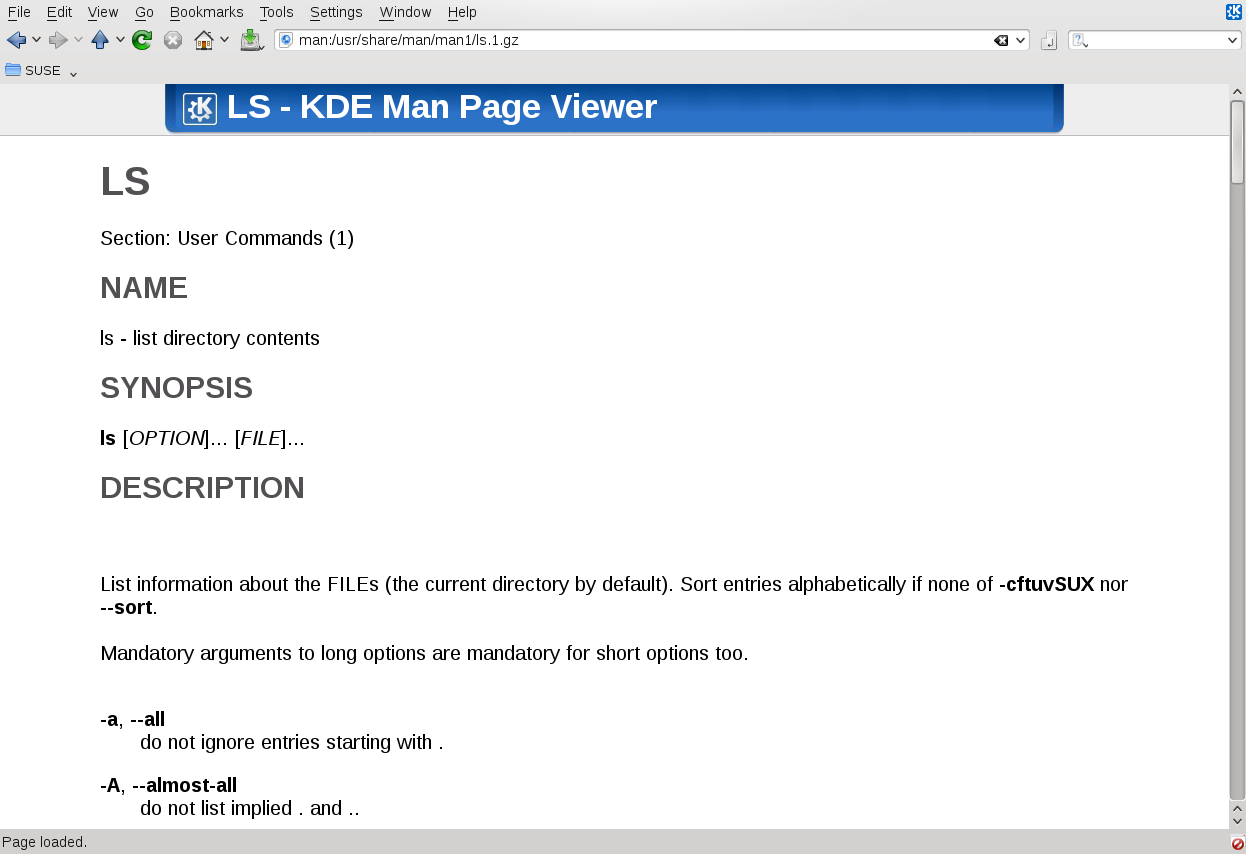 File Edit View Go Bookmarks Tools Settings Window Help
man:/usr/share/man/man1/ls.1.gz
SUSE
LS - KDE Man Page Viewer
LS
Section: User Commands (1)
NAME
ls - list directory contents
SYNOPSIS
ls [OPTION]... [FILE]...
DESCRIPTION
List information about the FILEs (the current directory by default). Sort entries alphabetically if none of -cftuvSUX nor
--sort.
Mandatory arguments to long options are mandatory for short options too.
-a, --all
do not ignore entries starting with .
-A, --almost-all
do not list implied . and ..
Page loaded.